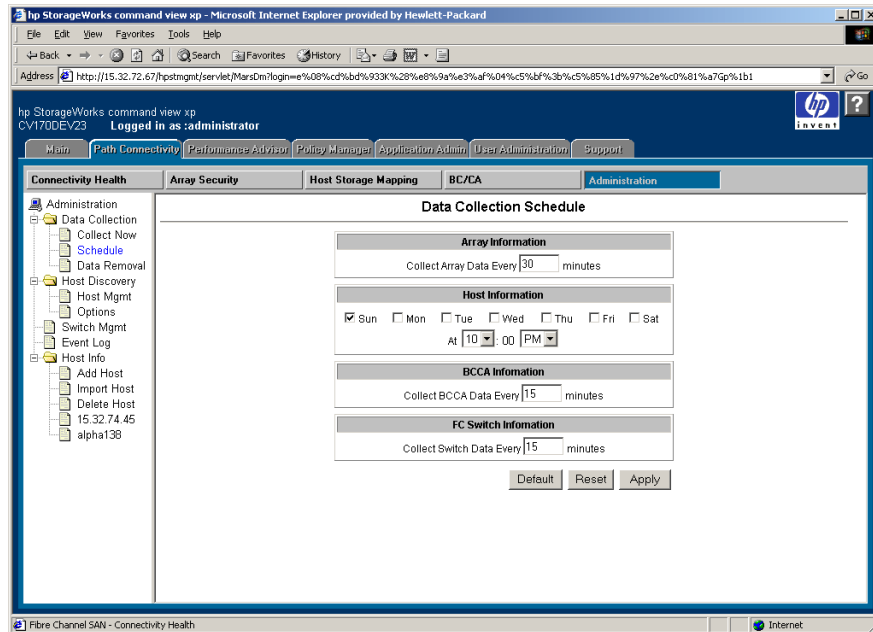 hp StorageWorks command view xp - Microsoft Internet Explorer provided by Hewlett-Packard
File Edit View Favorites Tools Help
Back Search Favorites History
Address http://15.32.72.67/hpstmgmt/servlet/MarsDm?login=e%08%cd%bd%933K%28%e8%9a%e3%af%04%c5%bf%3b%c5%85%1d%97%2e%c0%81%a7Gp%1b1 Go
hp StorageWorks command view xp
CV170DEV23 Logged in as :administrator
hp
invent
?
Main Path Connectivity Performance Advisor Policy Manager Application Admin User Administration Support
Connectivity Health Array Security Host Storage Mapping BC/CA Administration
Administration
Data Collection
Collect Now
Schedule
Data Removal
Host Discovery
Host Mgmt
Options
Switch Mgmt
Event Log
Host Info
Add Host
Import Host
Delete Host
15.32.74.45
alpha138
Data Collection Schedule
Array Information
Collect Array Data Every 30 minutes
Host Information
Sun Mon Tue Wed Thu Fri Sat
At 10 : 00 PM
BCCA Infomation
Collect BCCA Data Every 15 minutes
FC Switch Infomation
Collect Switch Data Every 15 minutes
Default Reset Apply
Fibre Channel SAN - Connectivity Health Internet